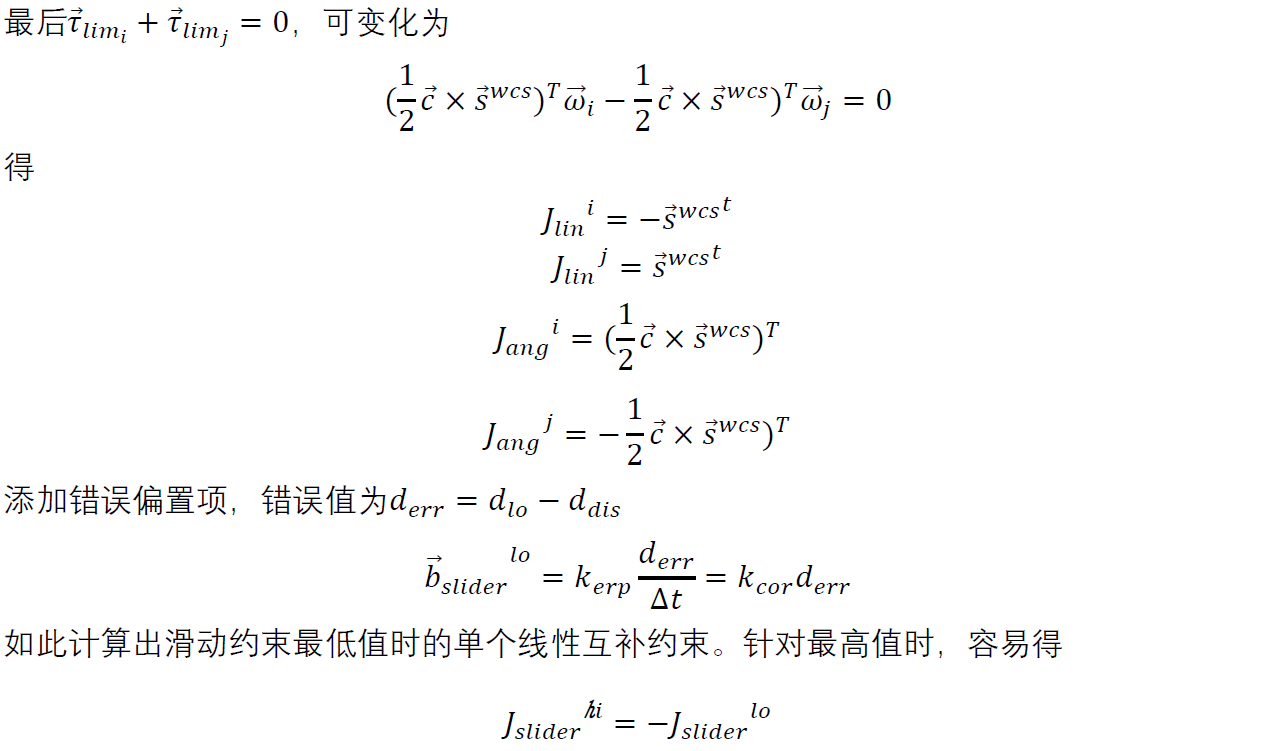 最后$\vec{\tau}_{lim_i} + \vec{\tau}_{lim_j} = 0$，可变化为
$(\frac{1}{2}\vec{c} \times \vec{s}^{wcs})^T \vec{\omega}_i - \frac{1}{2}\vec{c} \times \vec{s}^{wcs})^T \vec{\omega}_j = 0$
得
${J_{lin}}^i = -{\vec{s}^{wcs}}^t$
${J_{lin}}^j = {\vec{s}^{wcs}}^t$
${J_{ang}}^i = (\frac{1}{2}\vec{c} \times \vec{s}^{wcs})^T$
${J_{ang}}^j = -\frac{1}{2}\vec{c} \times \vec{s}^{wcs})^T$
添加错误偏置项，错误值为$d_{err} = d_{lo} - d_{dis}$
${\vec{b}_{slider}}^{lo} = k_{erp}\frac{d_{err}}{\Delta t} = k_{cor}d_{err}$
如此计算出滑动约束最低值时的单个线性互补约束。针对最高值时，容易得
${J_{slider}}^{hi} = -{J_{slider}}^{lo}$